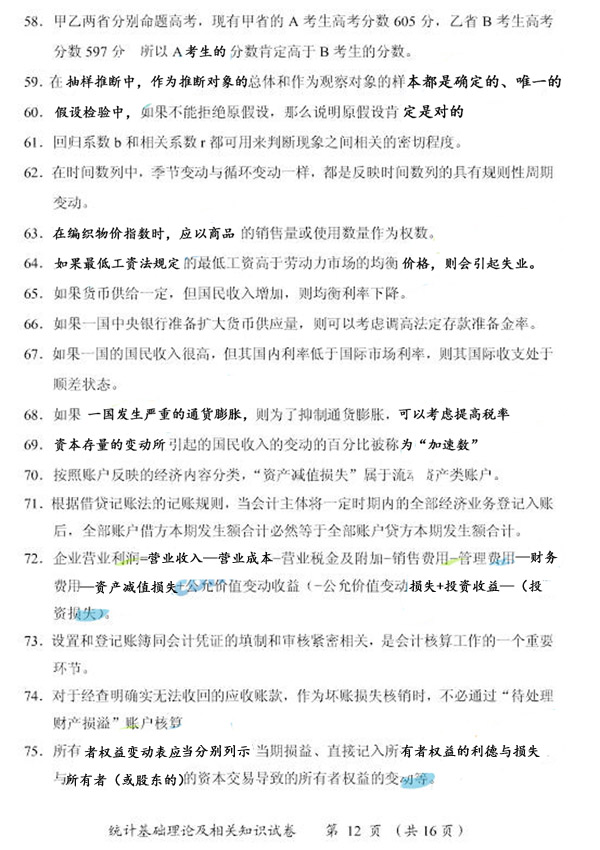 58．甲乙两省分别命题高考，现有甲省的 A 考生高考分数 605 分，乙省 B 考生高考
分数 597 分 所以 A 考生的分数肯定高于 B 考生的分数。
59．在抽样推断中，作为推断对象的总体和作为观察对象的样本都是确定的、唯一的
60．假设检验中，如果不能拒绝原假设，那么说明原假设肯定是对的
61．回归系数 b 和相关系数 r 都可用来判断现象之间相关的密切程度。
62．在时间数列中，季节变动与循环变动一样，都是反映时间数列的具有规则性周期
变动。
63．在编织物价指数时，应以商品的销售量或使用数量作为权数。
64．如果最低工资法规定的最低工资高于劳动力市场的均衡价格，则会引起失业。
65．如果货币供给一定，但国民收入增加，则均衡利率下降。
66．如果一国中央银行准备扩大货币供应量，则可以考虑调高法定存款准备金率。
67．如果一国的国民收入很高，但其国内利率低于国际市场利率，则其国际收支处于
顺差状态。
68．如果一国发生严重的通货膨胀，则为了抑制通货膨胀，可以考虑提高税率
69．资本存量的变动所引起的国民收入的变动的百分比被称为“加速数”
70．按照账户反映的经济内容分类，“资产减值损失”属于流动资产类账户。
71．根据借贷记账法的记账规则，当会计主体将一定时期内的全部经济业务登记入账
后，全部账户借方本期发生额合计必然等于全部账户贷方本期发生额合计。
72．企业营业利润=营业收入—营业成本-营业税金及附加-销售费用-管理费用—财务
费用—资产减值损失+公允价值变动收益（-公允价值变动损失+投资收益—（投
资损失）。
73．设置和登记账簿同会计凭证的填制和审核紧密相关，是会计核算工作的一个重要
环节。
74．对于经查明确实无法收回的应收账款，作为坏账损失核销时，不必通过“待处理
财产损溢”账户核算
75．所有者权益变动表应当分别列示当期损益、直接记入所有者权益的利德与损失
与所有者（或股东的）的资本交易导致的所有者权益的变动等。
统计基础理论及相关知识试卷 第 12 页 （共 16 页）